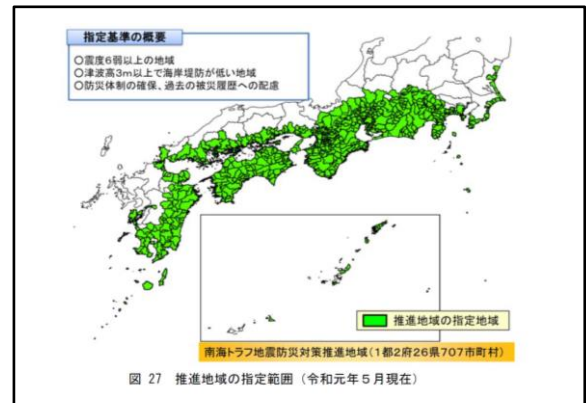 指定基準の概要
○震度6弱以上の地域
○津波高3m以上で海岸堤防が低い地域
○防災体制の確保、過去の被災履歴への配慮
推進地域の指定地域
南海トラフ地震防災対策推進地域(1都2府26県707市町村)
図 27 推進地域の指定範囲(令和元年5月現在)